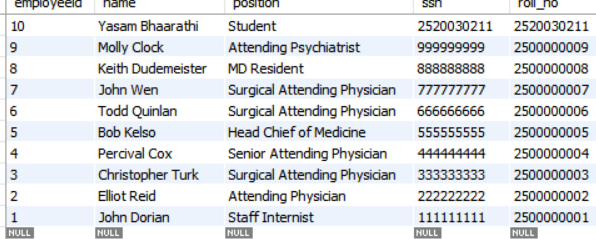 employeeid name position ssn roll_no
10 Yasam Bhaarathi Student 2520030211 2520030211
9 Molly Clock Attending Psychiatrist 999999999 2500000009
8 Keith Dudemeister MD Resident 888888888 2500000008
7 John Wen Surgical Attending Physician 777777777 2500000007
6 Todd Quinlan Surgical Attending Physician 666666666 2500000006
5 Bob Kelso Head Chief of Medicine 555555555 2500000005
4 Percival Cox Senior Attending Physician 444444444 2500000004
3 Christopher Turk Surgical Attending Physician 333333333 2500000003
2 Elliot Reid Attending Physician 222222222 2500000002
1 John Dorian Staff Internist 111111111 2500000001
NULL NULL NULL NULL NULL